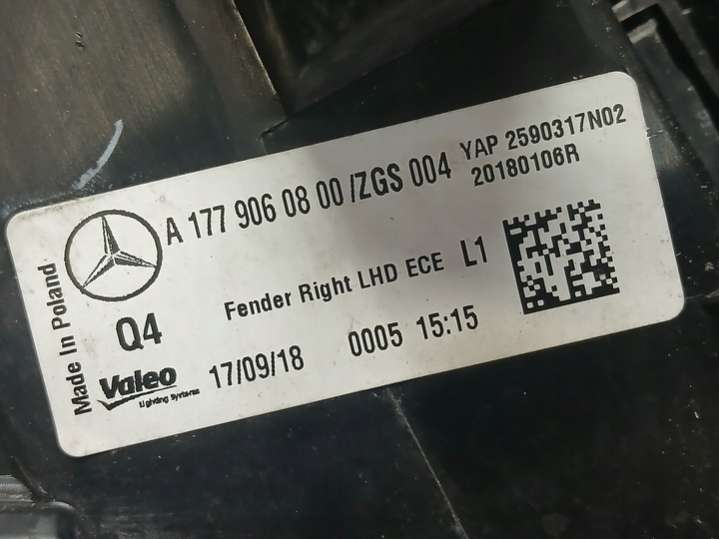 A 177 906 08 00 /ZGS 004
YAP 2590317N02
20180106R
Made In Poland
Q4
Fender Right LHD ECE L1
Valeo
Lighting Systems
17/09/18 0005 15:15